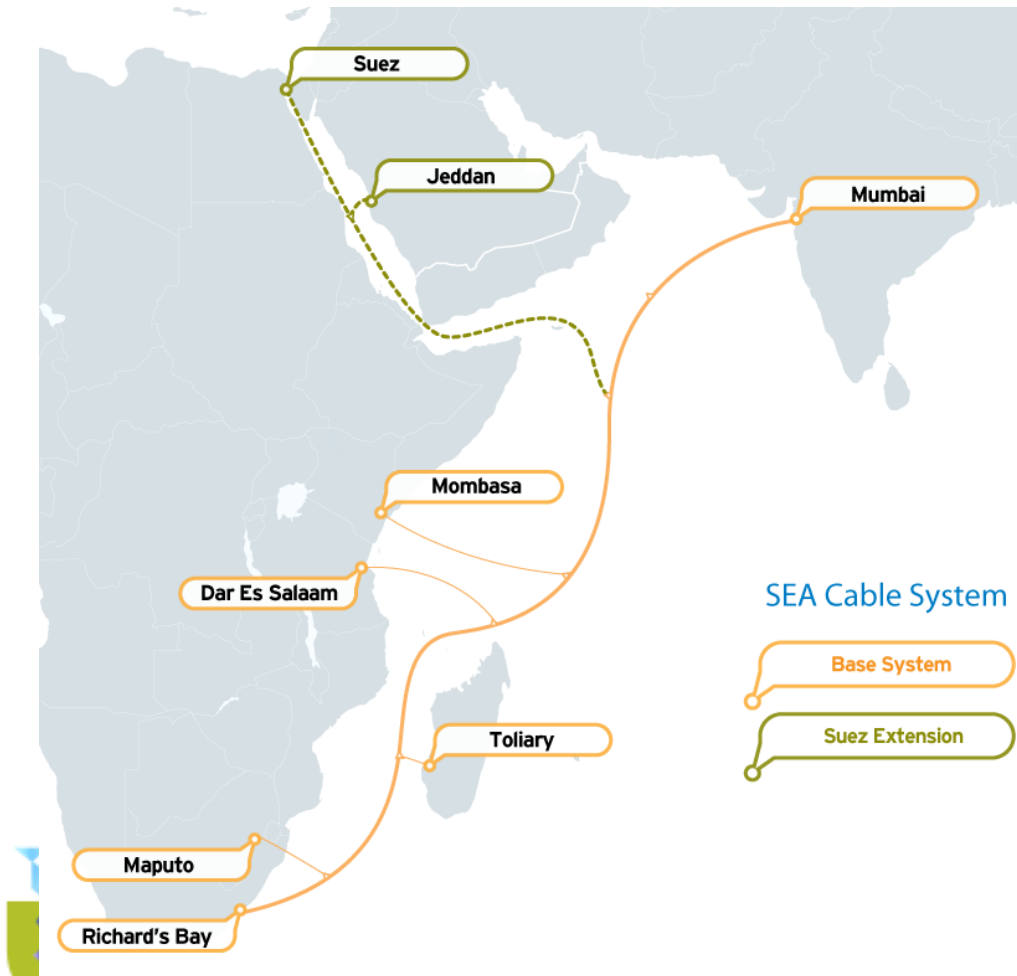 Suez
Jeddan
Mumbai
Mombasa
Dar Es Salaam
SEA Cable System
Base System
Toliary
Suez Extension
Maputo
Richard's Bay